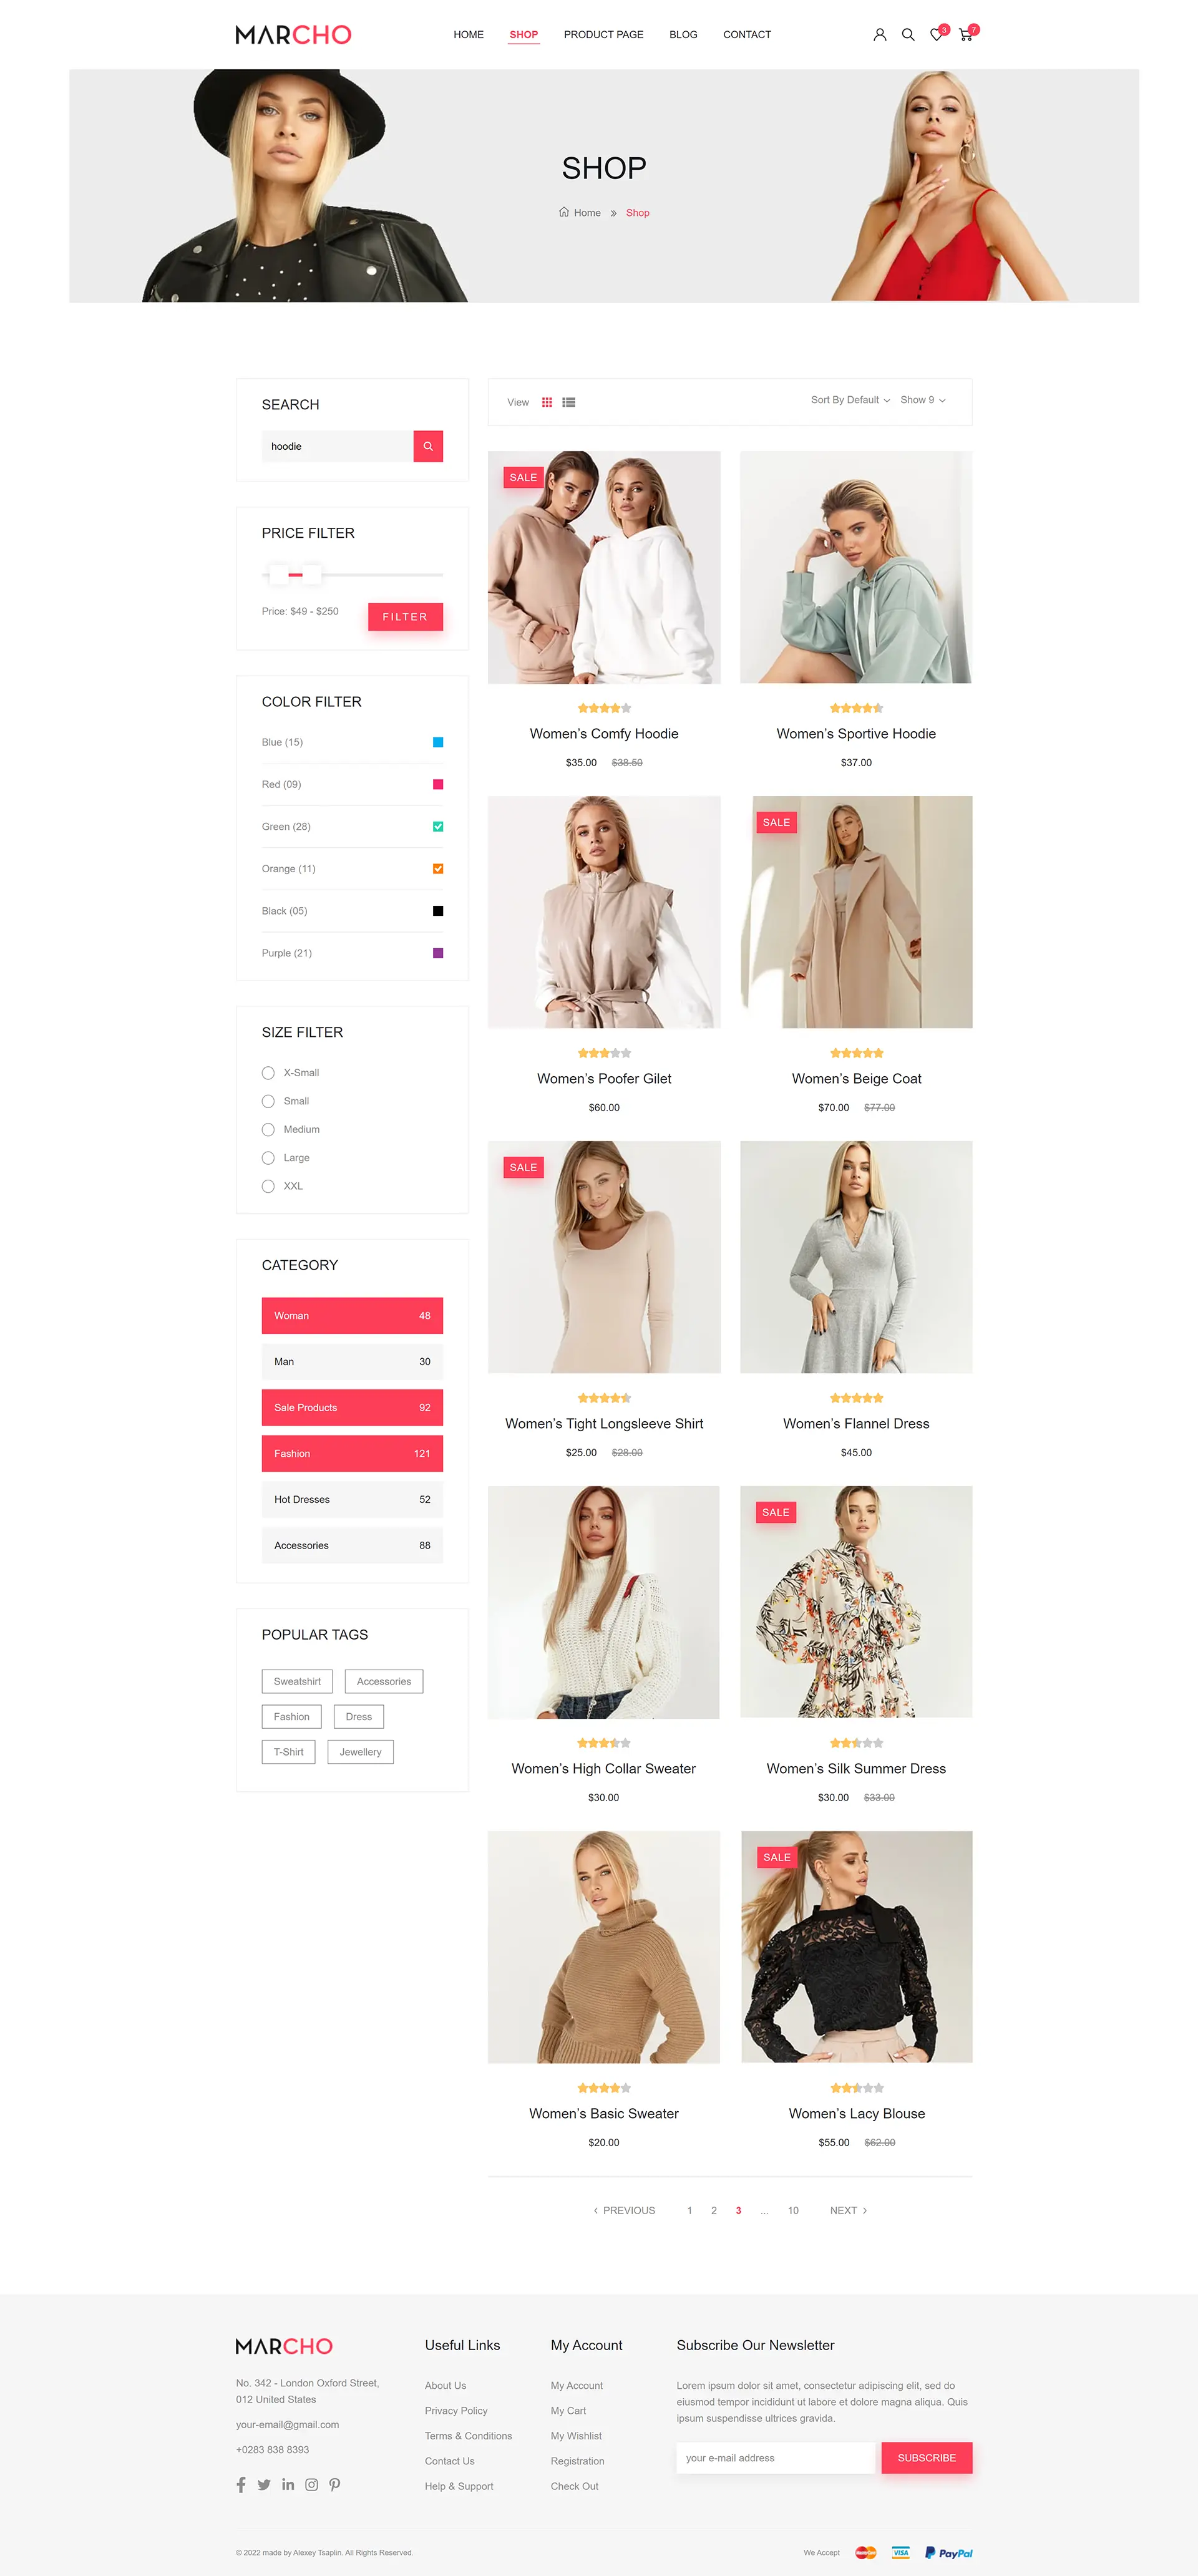 MARCHO
HOME SHOP PRODUCT PAGE BLOG CONTACT
3 7
SHOP
Home » Shop
SEARCH
hoodie
PRICE FILTER
Price: $49 - $250
FILTER
COLOR FILTER
Blue (15)
Red (09)
Green (28)
Orange (11)
Black (05)
Purple (21)
SIZE FILTER
X-Small
Small
Medium
Large
XXL
CATEGORY
Woman 48
Man 30
Sale Products 92
Fashion 121
Hot Dresses 52
Accessories 88
POPULAR TAGS
Sweatshirt Accessories
Fashion Dress
T-Shirt Jewellery
View
Sort By Default Show 9
SALE
Women’s Comfy Hoodie
$35.00 $38.50
Women’s Sportive Hoodie
$37.00
Women’s Poofer Gilet
$60.00
SALE
Women’s Beige Coat
$70.00 $77.00
SALE
Women’s Tight Longsleeve Shirt
$25.00 $28.00
Women’s Flannel Dress
$45.00
Women’s High Collar Sweater
$30.00
SALE
Women’s Silk Summer Dress
$30.00 $33.00
Women’s Basic Sweater
$20.00
SALE
Women’s Lacy Blouse
$55.00 $62.00
‹ PREVIOUS 1 2 3 ... 10 NEXT ›
MARCHO
No. 342 - London Oxford Street,
012 United States
your-email@gmail.com
+0283 838 8393
Useful Links
About Us
Privacy Policy
Terms & Conditions
Contact Us
Help & Support
My Account
My Account
My Cart
My Wishlist
Registration
Check Out
Subscribe Our Newsletter
Lorem ipsum dolor sit amet, consectetur adipiscing elit, sed do
eiusmod tempor incididunt ut labore et dolore magna aliqua. Quis
ipsum suspendisse ultrices gravida.
your e-mail address SUBSCRIBE
© 2022 made by Alexey Tsaplin. All Rights Reserved.
We Accept MasterCard VISA PayPal